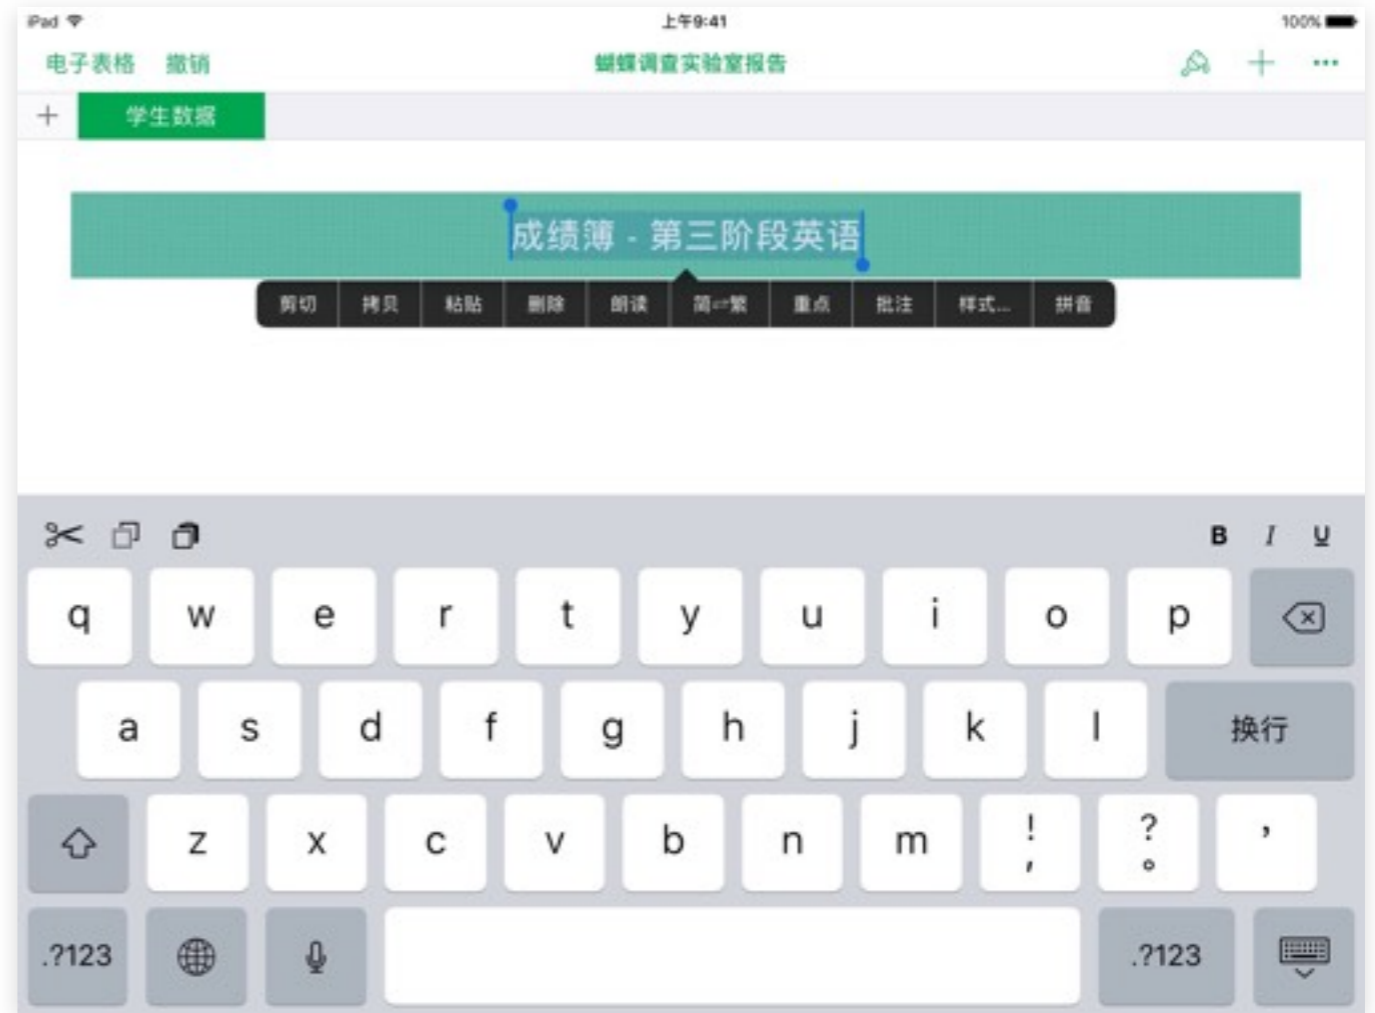 iPad 上午9:41 100%
电子表格 撤销 蝴蝶调查实验室报告
学生数据
成绩簿 - 第三阶段英语
剪切 拷贝 粘贴 删除 朗读 简⇌繁 重点 批注 样式... 拼音
B I U
q w e r t y u i o p
a s d f g h j k l 换行
z x c v b n m ! , ? 。 ’
.?123 .?123